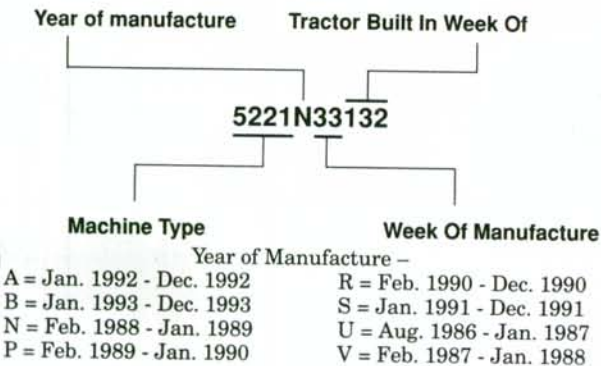 Year of manufacture Tractor Built In Week Of
5221N33132
Machine Type Week Of Manufacture
Year of Manufacture –
A = Jan. 1992 - Dec. 1992 R = Feb. 1990 - Dec. 1990
B = Jan. 1993 - Dec. 1993 S = Jan. 1991 - Dec. 1991
N = Feb. 1988 - Jan. 1989 U = Aug. 1986 - Jan. 1987
P = Feb. 1989 - Jan. 1990 V = Feb. 1987 - Jan. 1988